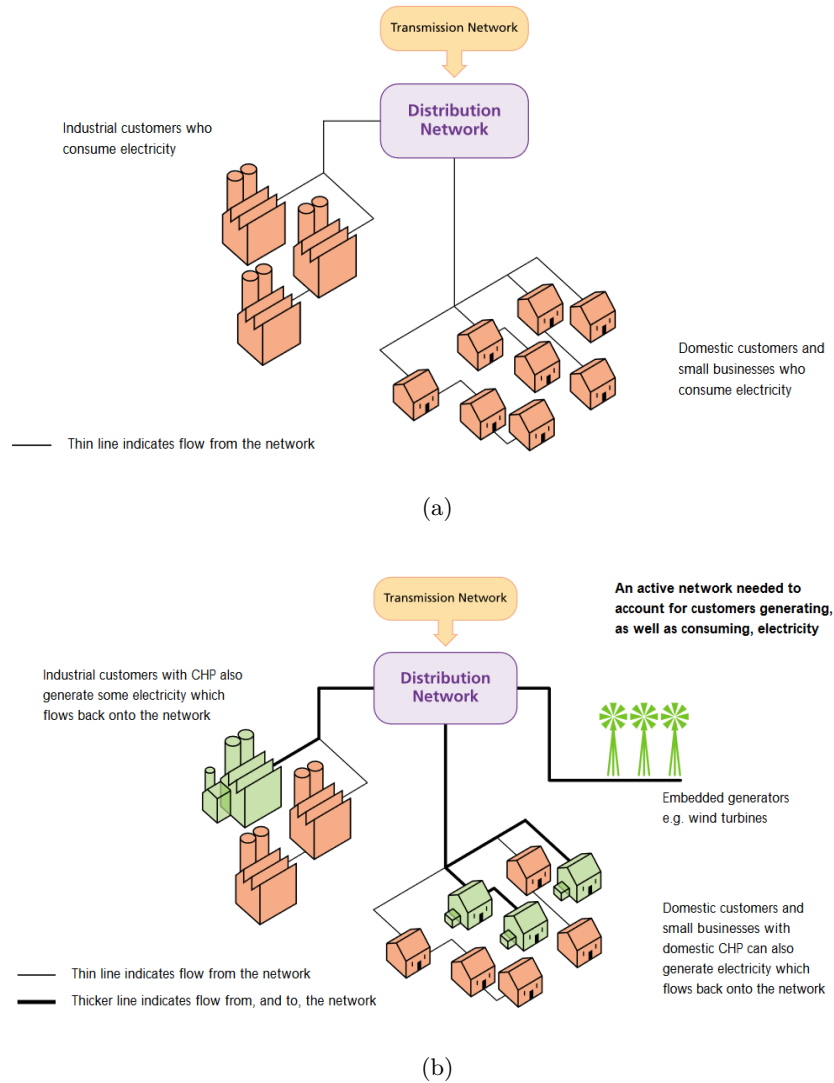 Transmission Network
Distribution
Network
Industrial customers who
consume electricity
Domestic customers and
small businesses who
consume electricity
Thin line indicates flow from the network
(a)
Transmission Network
An active network needed to
account for customers generating,
as well as consuming, electricity
Distribution
Network
Industrial customers with CHP also
generate some electricity which
flows back onto the network
Embedded generators
e.g. wind turbines
Domestic customers and
small businesses with
domestic CHP can also
generate electricity which
flows back onto the network
Thin line indicates flow from the network
Thicker line indicates flow from, and to, the network
(b)